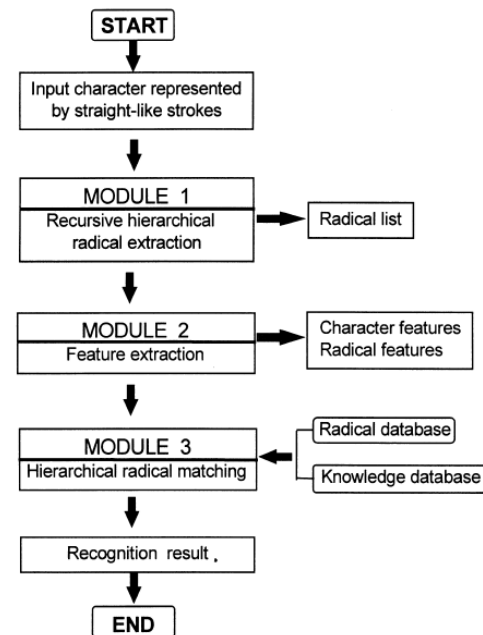 START
Input character represented
by straight-like strokes
MODULE 1
Recursive hierarchical
radical extraction
Radical list
MODULE 2
Feature extraction
Character features
Radical features
MODULE 3
Hierarchical radical matching
Radical database
Knowledge database
Recognition result .
END